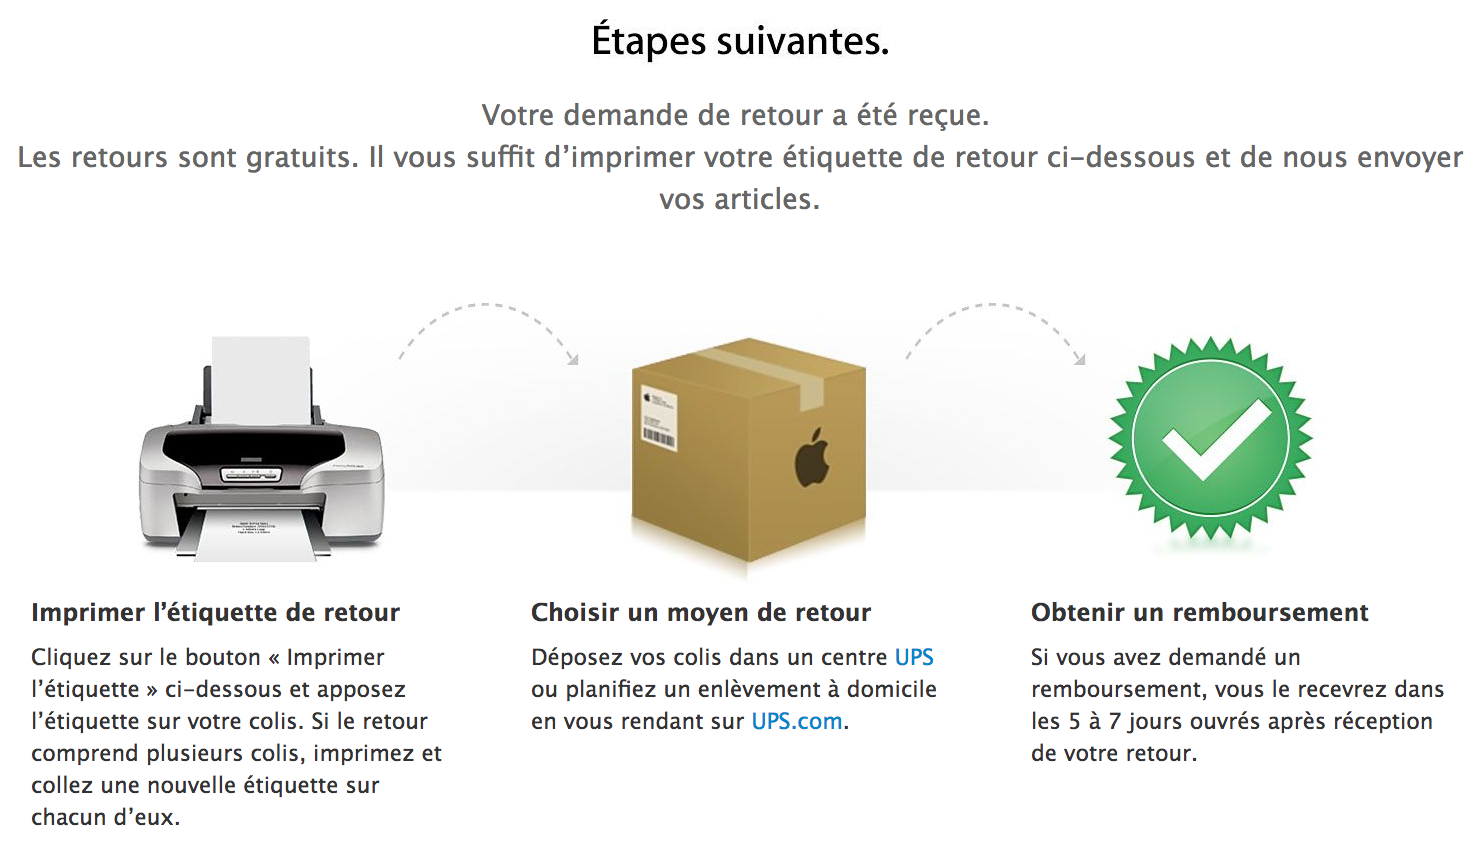 Étapes suivantes.
Votre demande de retour a été reçue.
Les retours sont gratuits. Il vous suffit d’imprimer votre étiquette de retour ci-dessous et de nous envoyer
vos articles.
Imprimer l’étiquette de retour
Cliquez sur le bouton « Imprimer
l’étiquette » ci-dessous et apposez
l’étiquette sur votre colis. Si le retour
comprend plusieurs colis, imprimez et
collez une nouvelle étiquette sur
chacun d’eux.
Choisir un moyen de retour
Déposez vos colis dans un centre UPS
ou planifiez un enlèvement à domicile
en vous rendant sur UPS.com.
Obtenir un remboursement
Si vous avez demandé un
remboursement, vous le recevrez dans
les 5 à 7 jours ouvrés après réception
de votre retour.